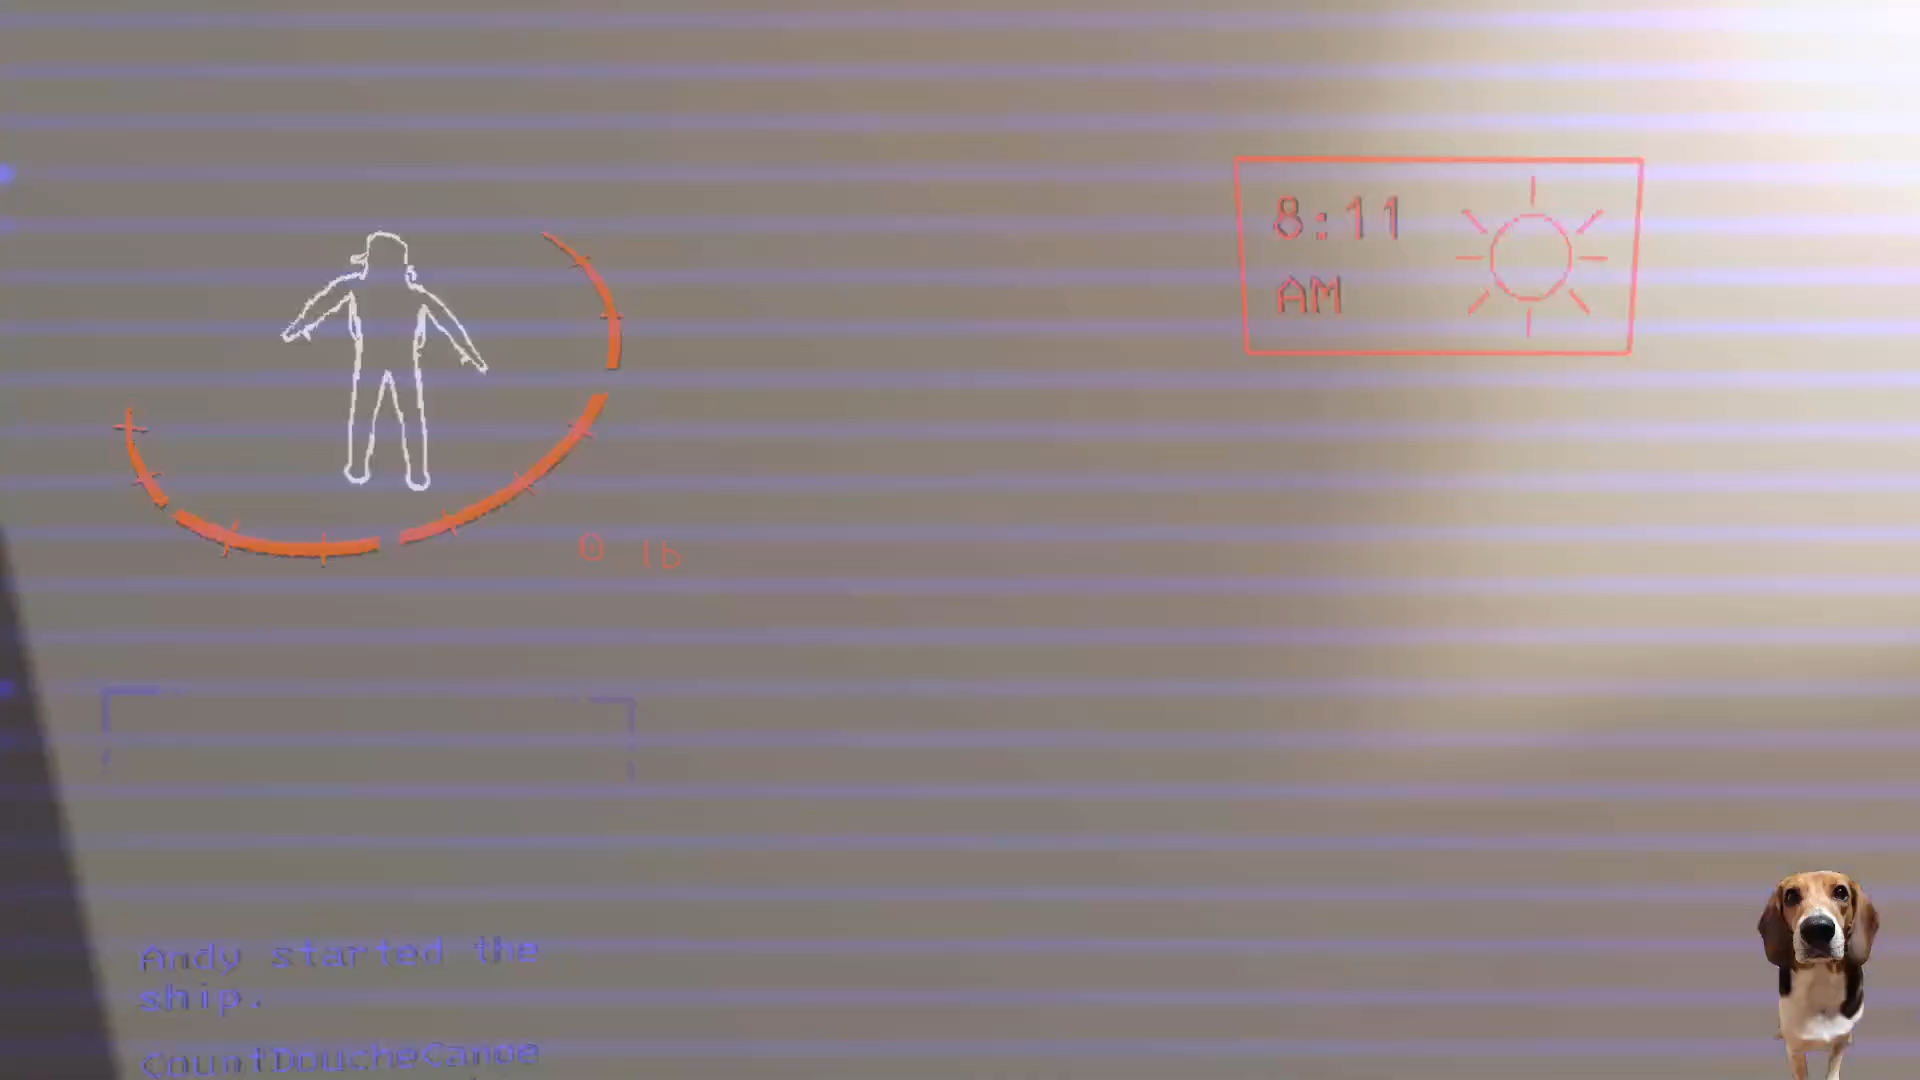 8:11
AM
0 lb
Andy started the
ship.
CountDoucheCanoe